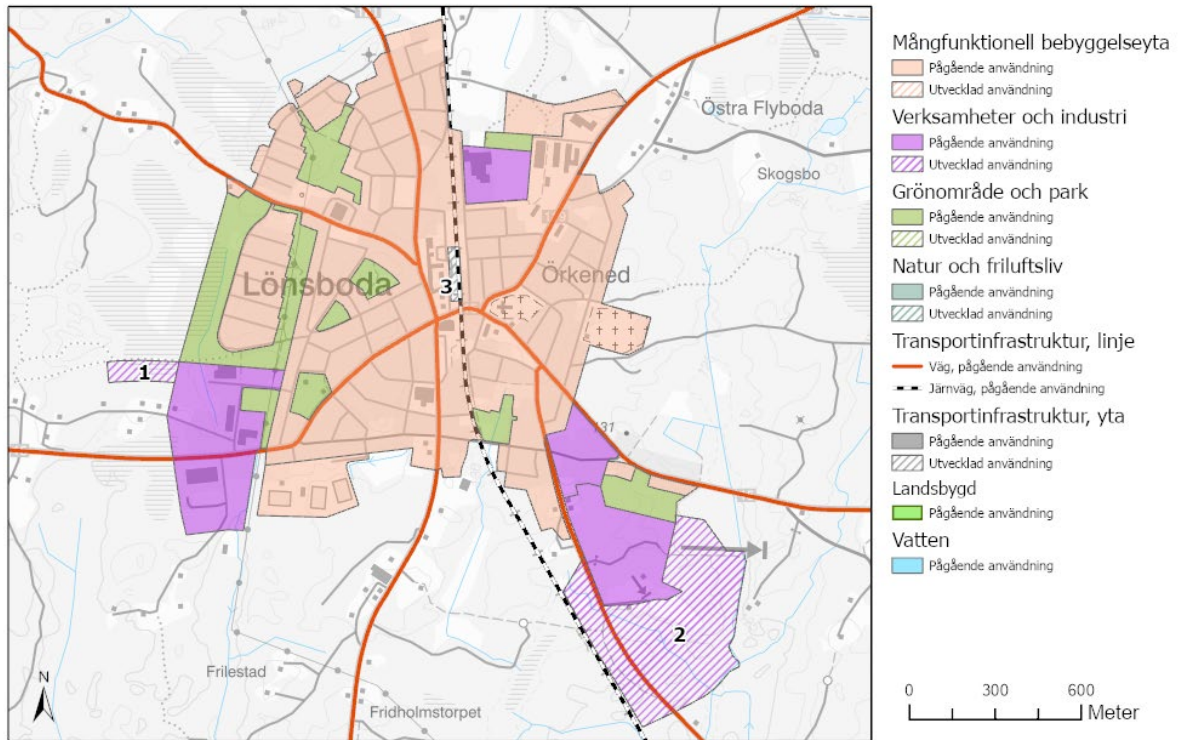 Östra Flyboda
Skogsbo
Lönsboda
Örkened
3
1
131
2
Frilestad
Fridholmstorpet
N
Mångfunktionell bebyggelseyta
Pågående användning
Utvecklad användning
Verksamheter och industri
Pågående användning
Utvecklad användning
Grönområde och park
Pågående användning
Utvecklad användning
Natur och friluftsliv
Pågående användning
Utvecklad användning
Transportinfrastruktur, linje
Väg, pågående användning
Järnväg, pågående användning
Transportinfrastruktur, yta
Pågående användning
Utvecklad användning
Landsbygd
Pågående användning
Vatten
Pågående användning
0 300 600
Meter